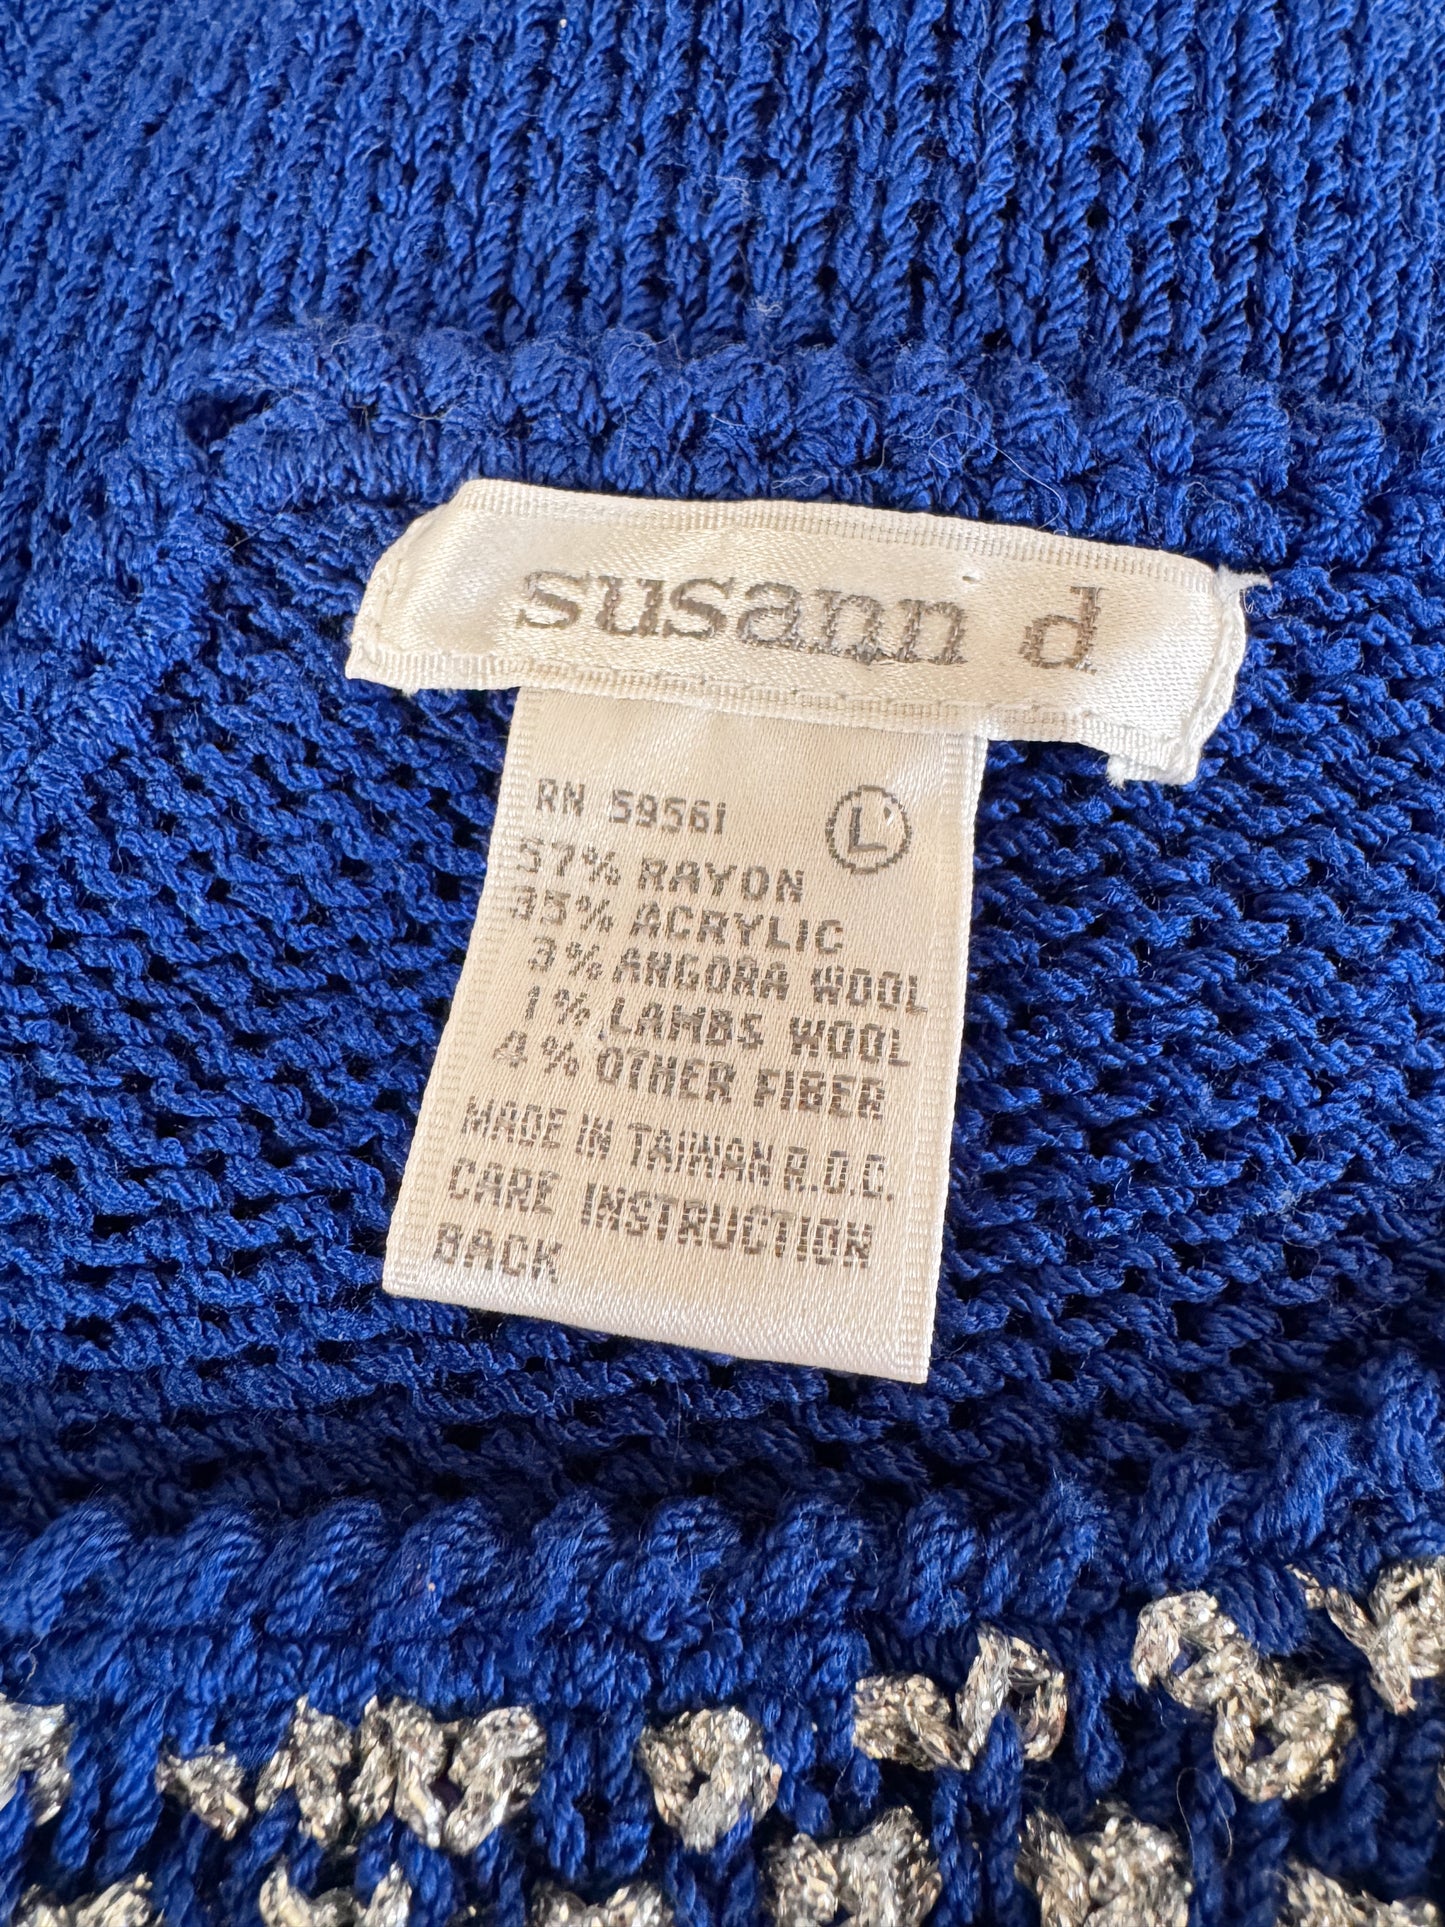 susann d
RN 59561 L
57% RAYON
35% ACRYLIC
3% ANGORA WOOL
1% LAMBS WOOL
4% OTHER FIBER
MADE IN TAIWAN R.O.C.
CARE INSTRUCTION
BACK